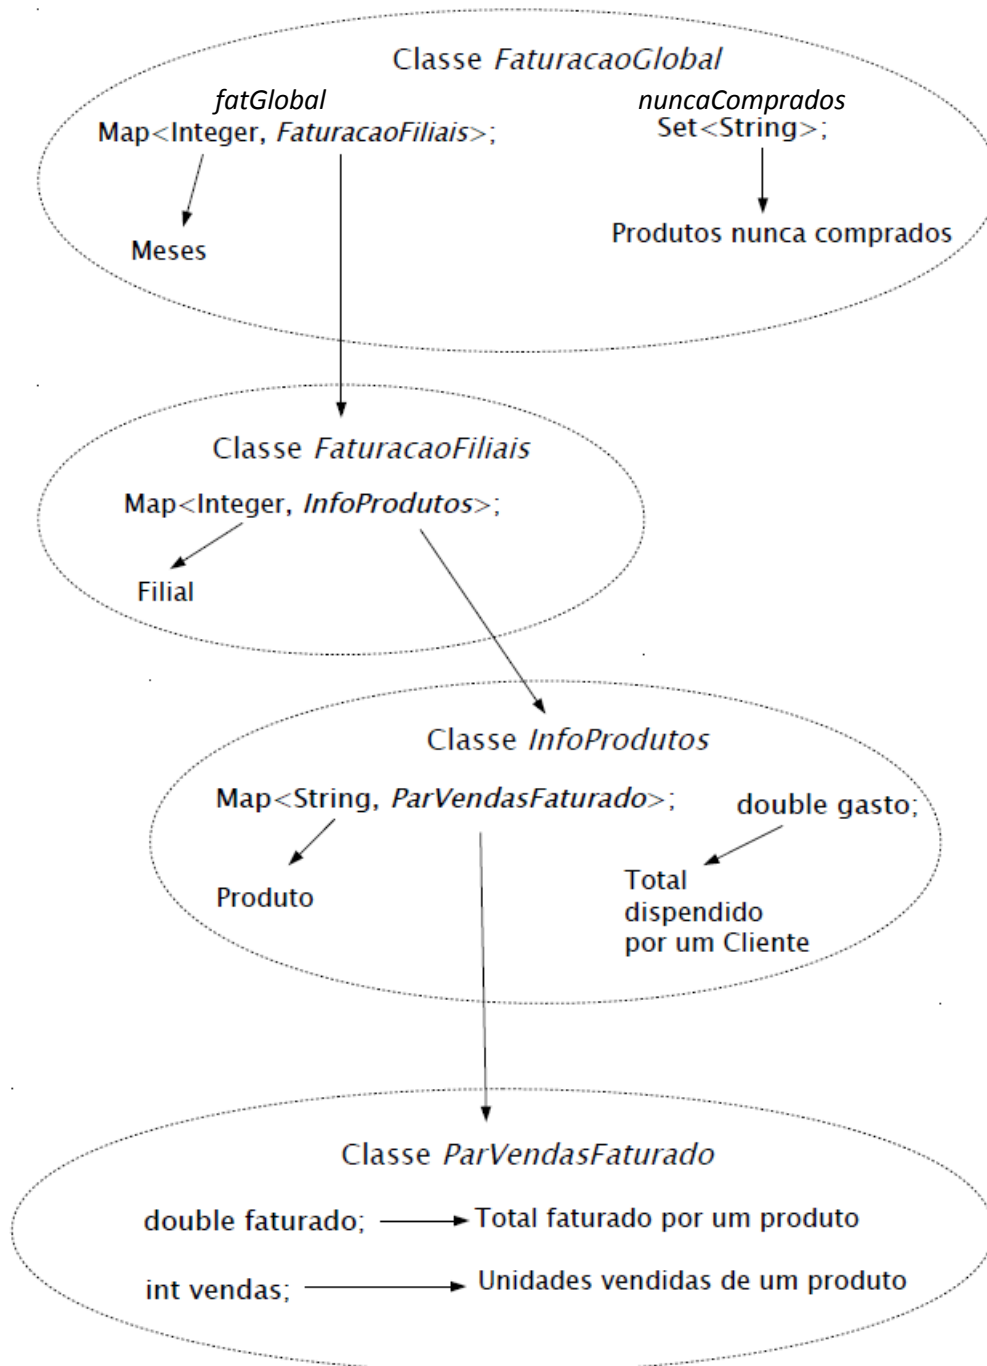 Classe FaturacaoGlobal
fatGlobal
nuncaComprados
Map<Integer, FaturacaoFiliais>;
Set<String>;
Meses
Produtos nunca comprados
Classe FaturacaoFiliais
Map<Integer, InfoProdutos>;
Filial
Classe InfoProdutos
Map<String, ParVendasFaturado>;
double gasto;
Produto
Total
dispendido
por um Cliente
Classe ParVendasFaturado
double faturado;
Total faturado por um produto
int vendas;
Unidades vendidas de um produto